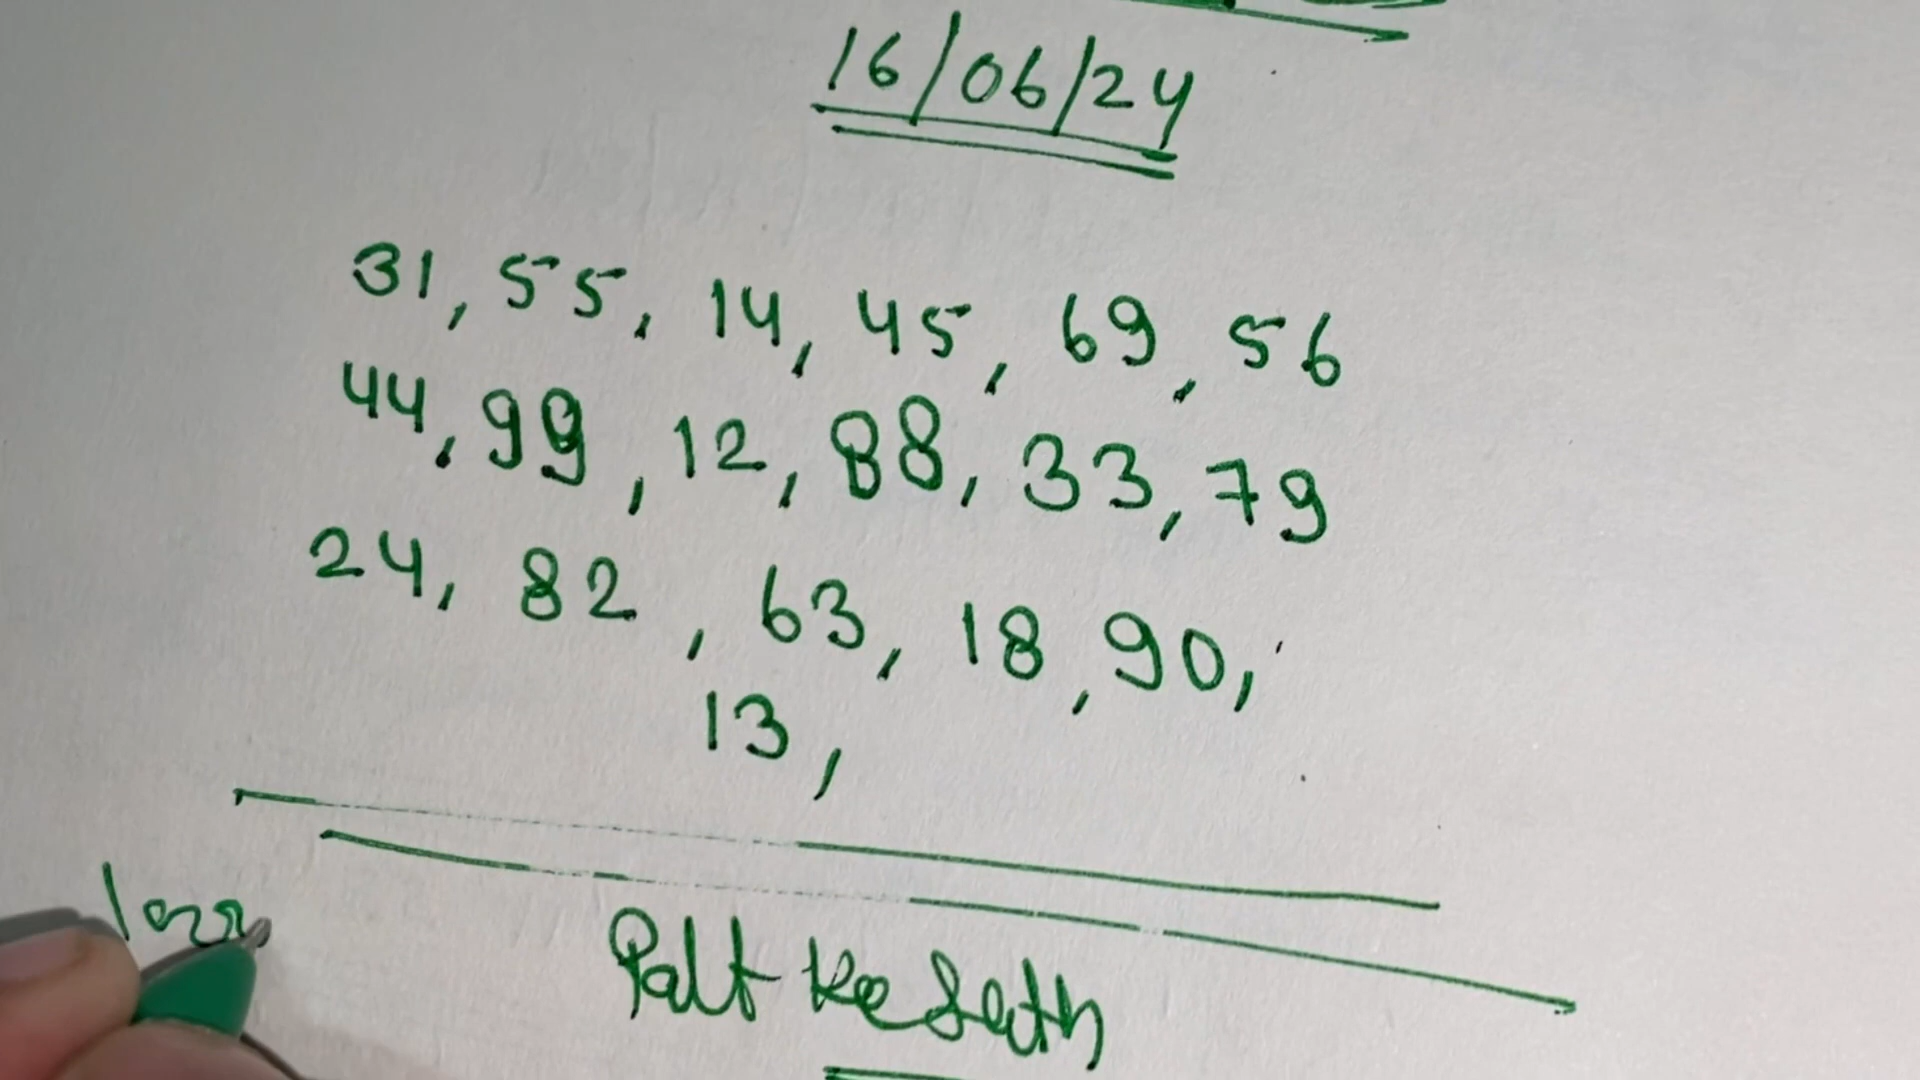 16/06/24
31, 55, 14, 45, 69, 56
44, 99, 12, 88, 33, 79
24, 82, 63, 18, 90,
13,
Palt ke Sath